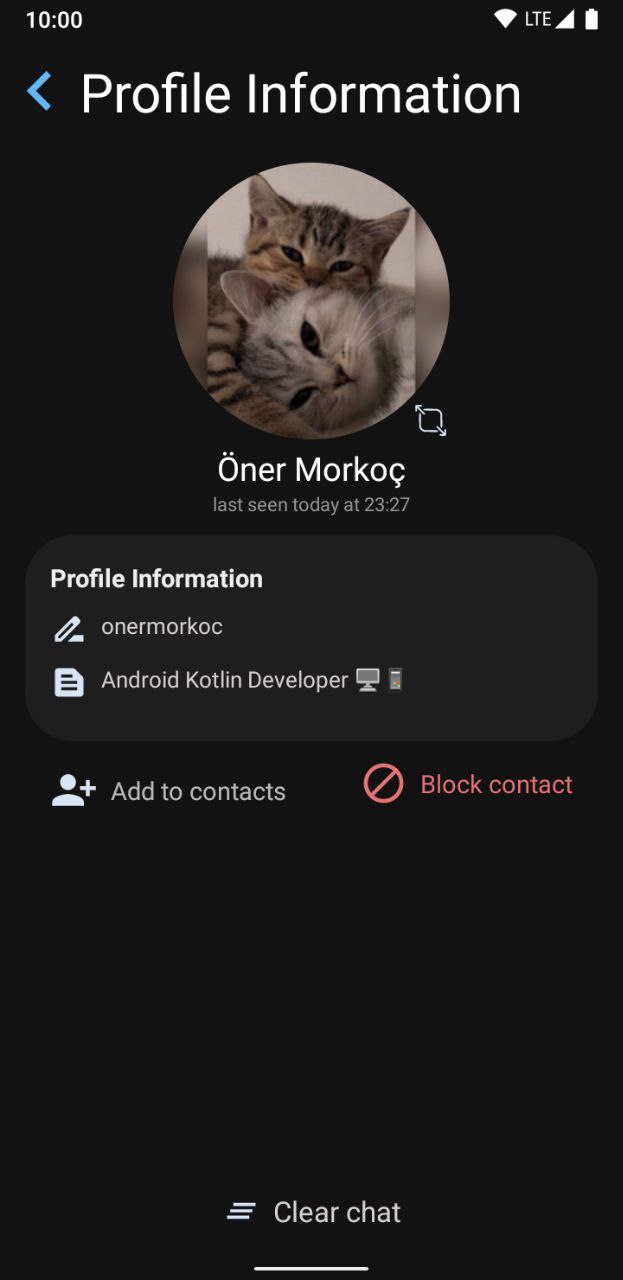 10:00
LTE
Profile Information
Öner Morkoç
last seen today at 23:27
Profile Information
onermorkoc
Android Kotlin Developer 🖥️📱
Add to contacts
Block contact
Clear chat